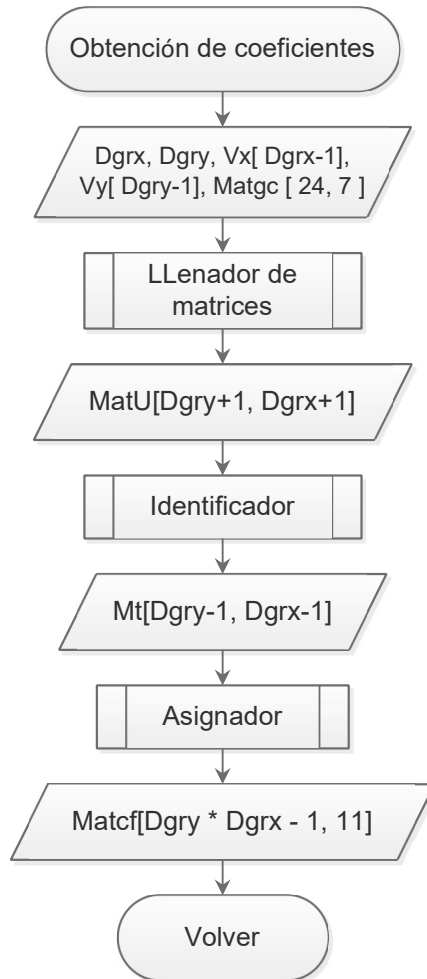 Obtención de coeficientes
Dgrx, Dgry, Vx[ Dgrx-1],
Vy[ Dgry-1], Matgc [ 24, 7 ]
LLenador de
matrices
MatU[Dgry+1, Dgrx+1]
Identificador
Mt[Dgry-1, Dgrx-1]
Asignador
Matcf[Dgry * Dgrx - 1, 11]
Volver